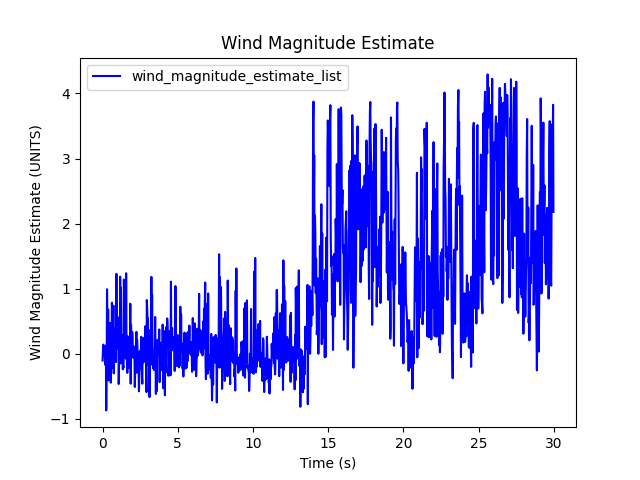 Wind Magnitude Estimate
wind_magnitude_estimate_list
Wind Magnitude Estimate (UNITS)
4
3
2
1
0
−1
0 5 10 15 20 25 30
Time (s)